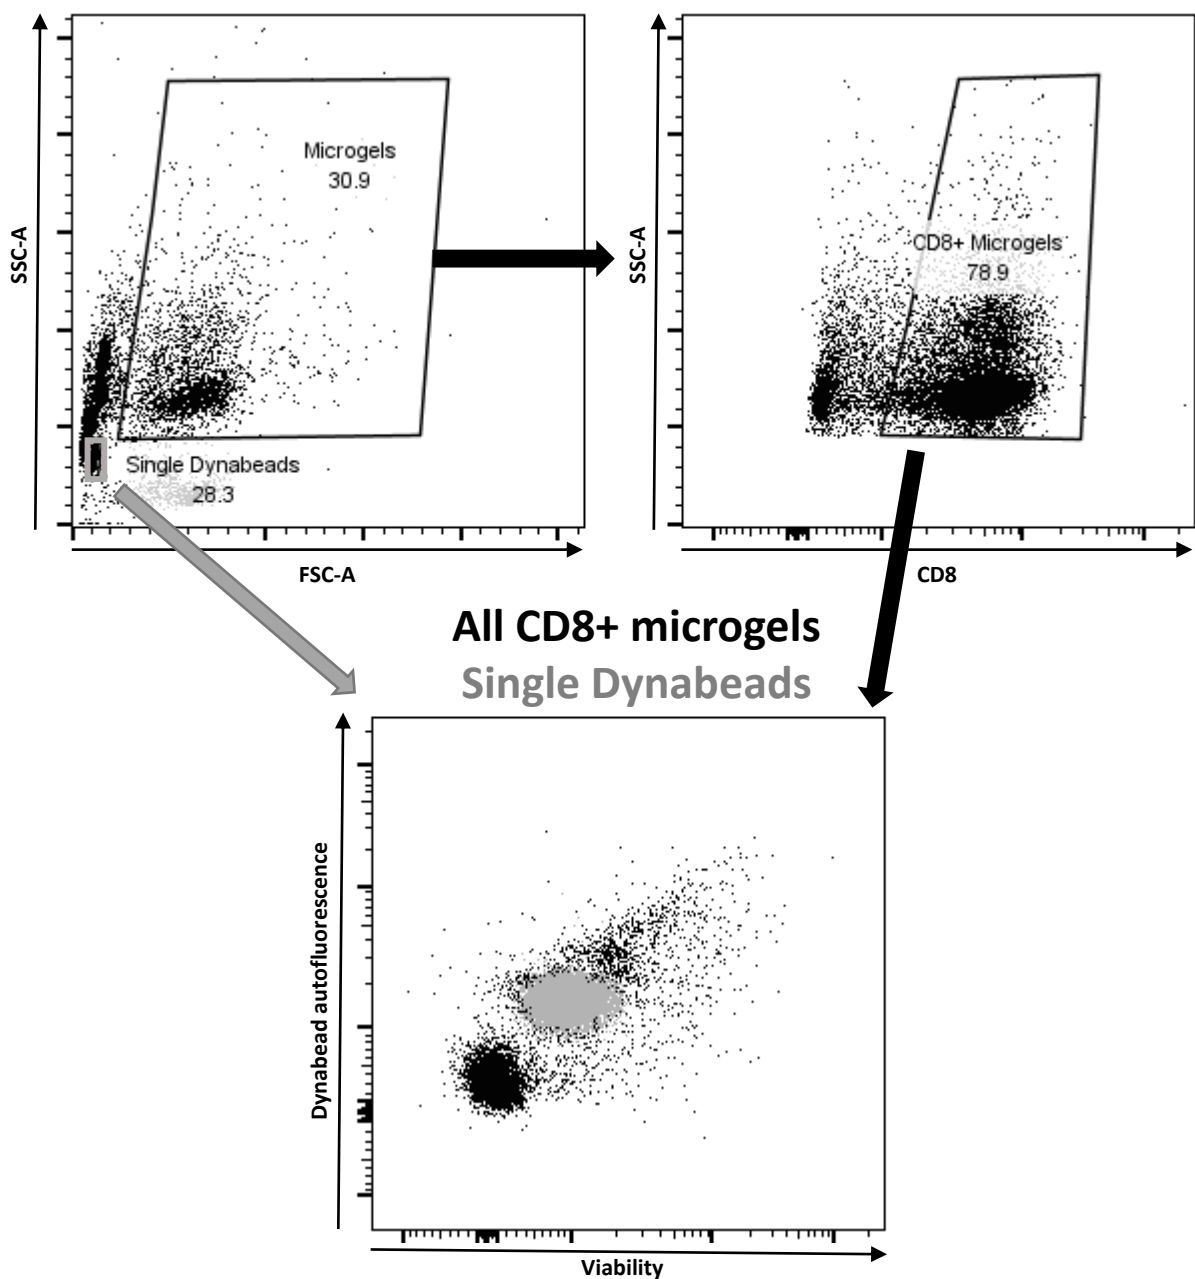 SSC-A
Microgels
30.9
Single Dynabeads
28.3
FSC-A
SSC-A
CD8+ Microgels
78.9
CD8
All CD8+ microgels
Single Dynabeads
Dynabead autofluorescence
Viability